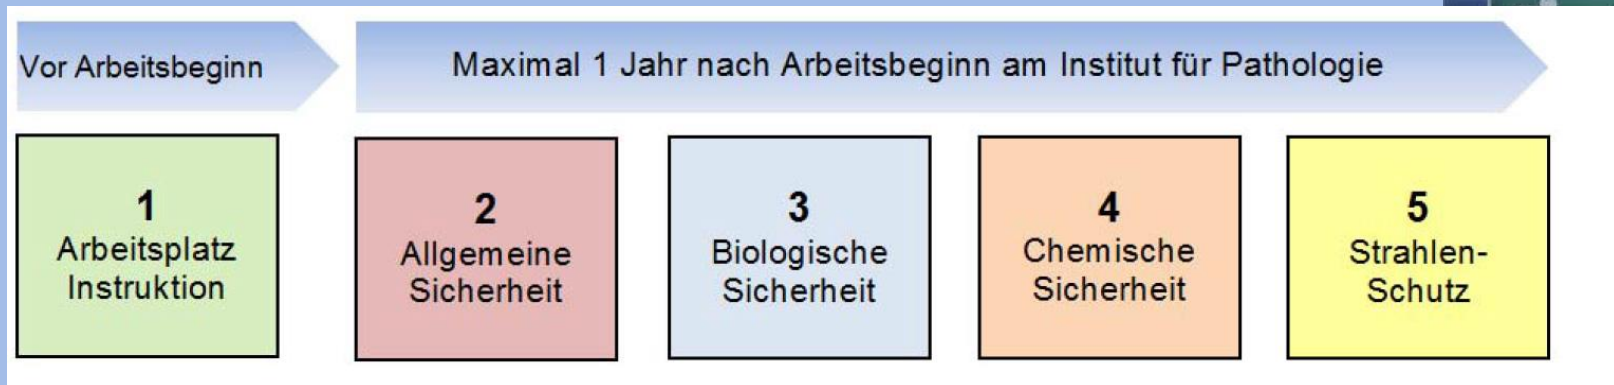 Vor Arbeitsbeginn
Maximal 1 Jahr nach Arbeitsbeginn am Institut für Pathologie
1
Arbeitsplatz
Instruktion
2
Allgemeine
Sicherheit
3
Biologische
Sicherheit
4
Chemische
Sicherheit
5
Strahlen-
Schutz